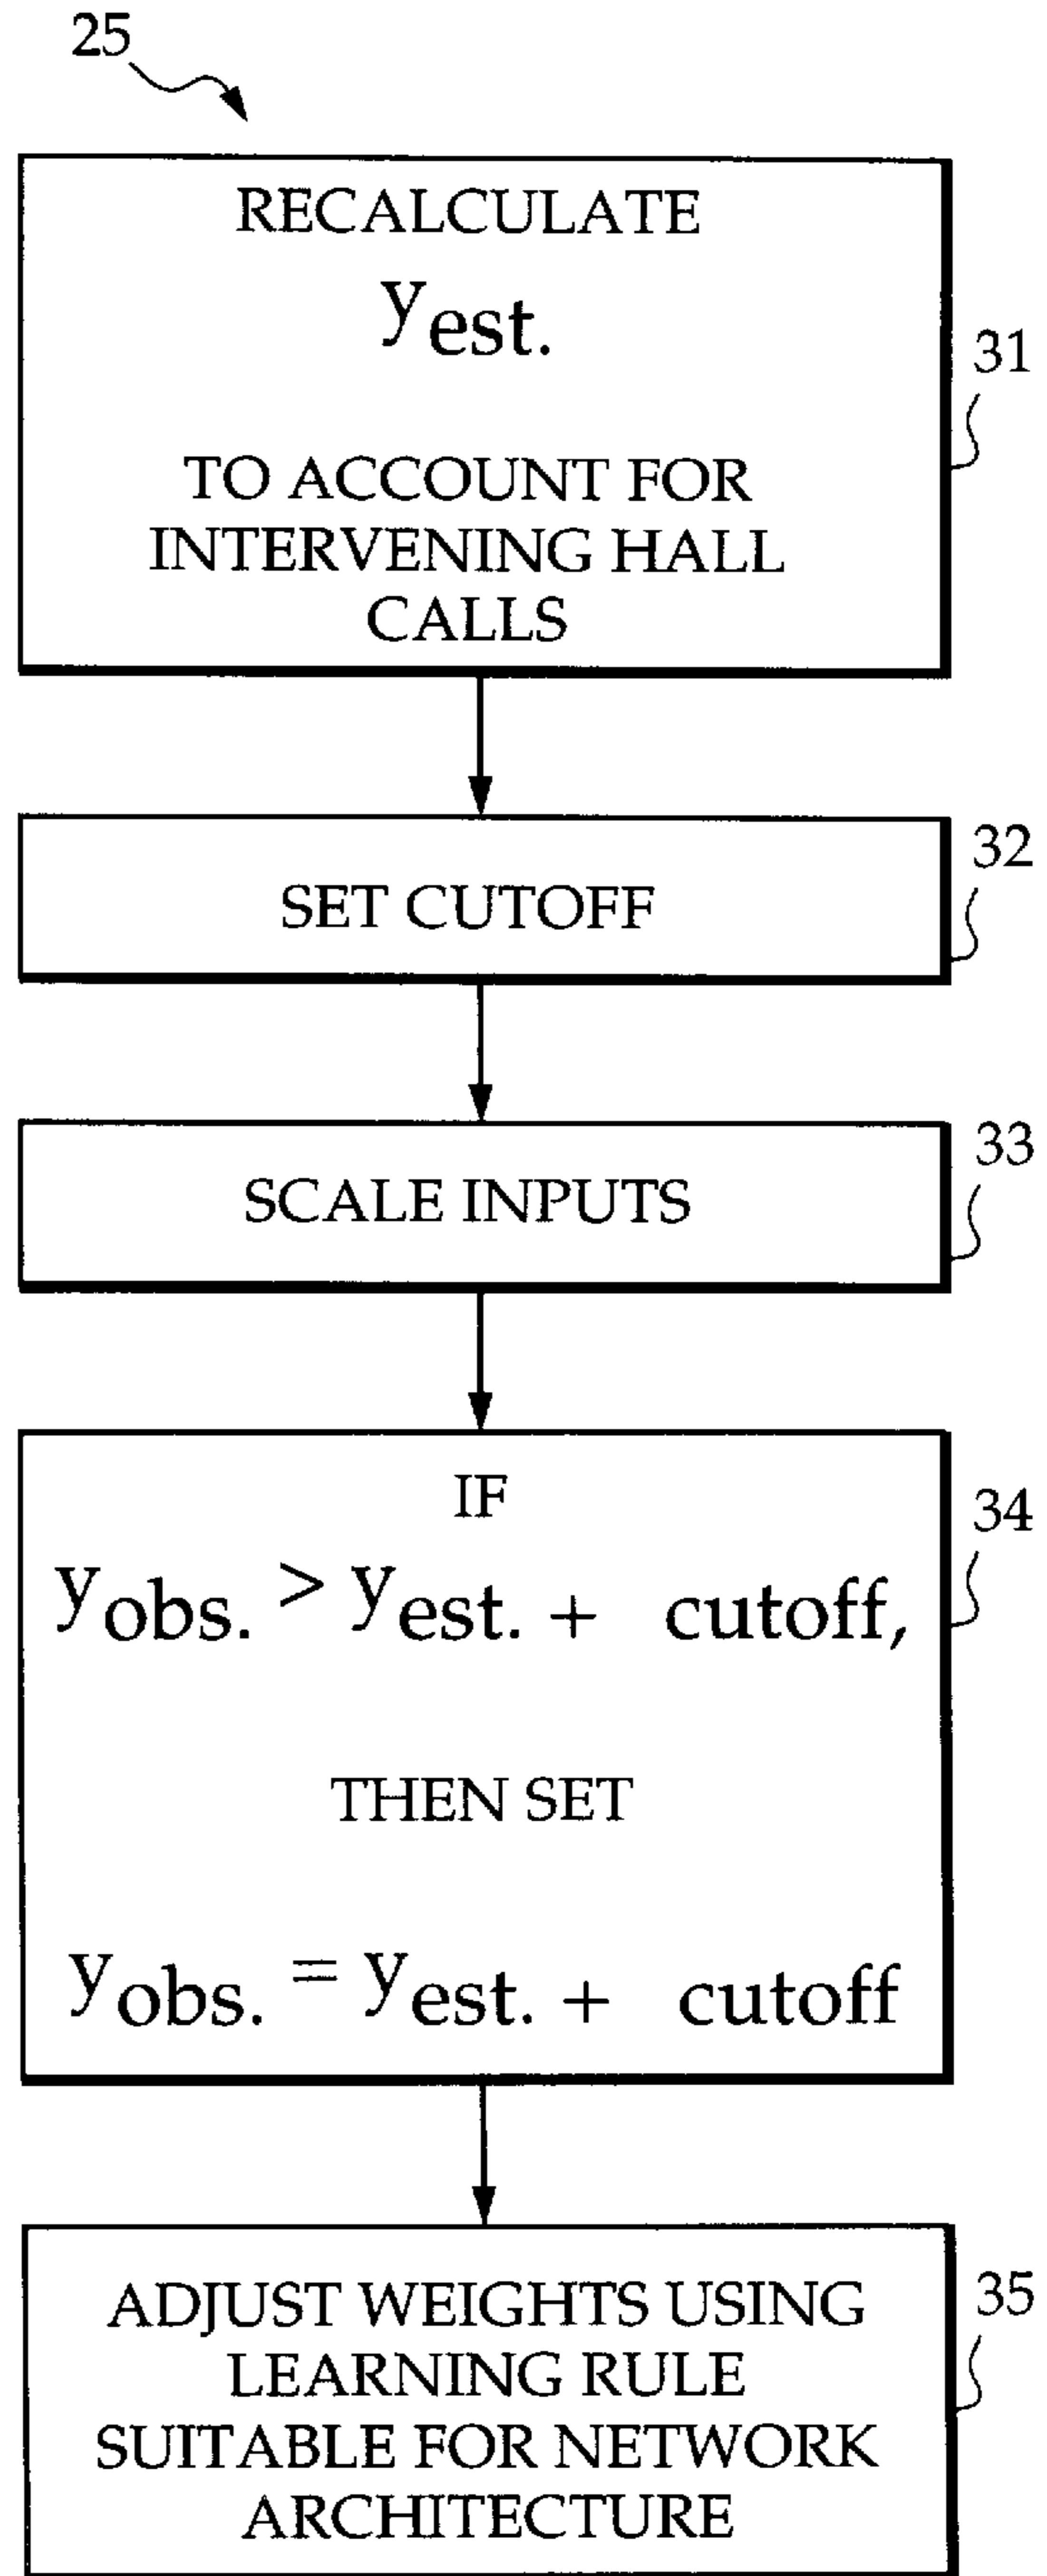 25
RECALCULATE
yest.
TO ACCOUNT FOR
INTERVENING HALL
CALLS
31
SET CUTOFF
32
SCALE INPUTS
33
IF
yobs. > yest. + cutoff,
THEN SET
yobs. = yest. + cutoff
34
ADJUST WEIGHTS USING
LEARNING RULE
SUITABLE FOR NETWORK
ARCHITECTURE
35